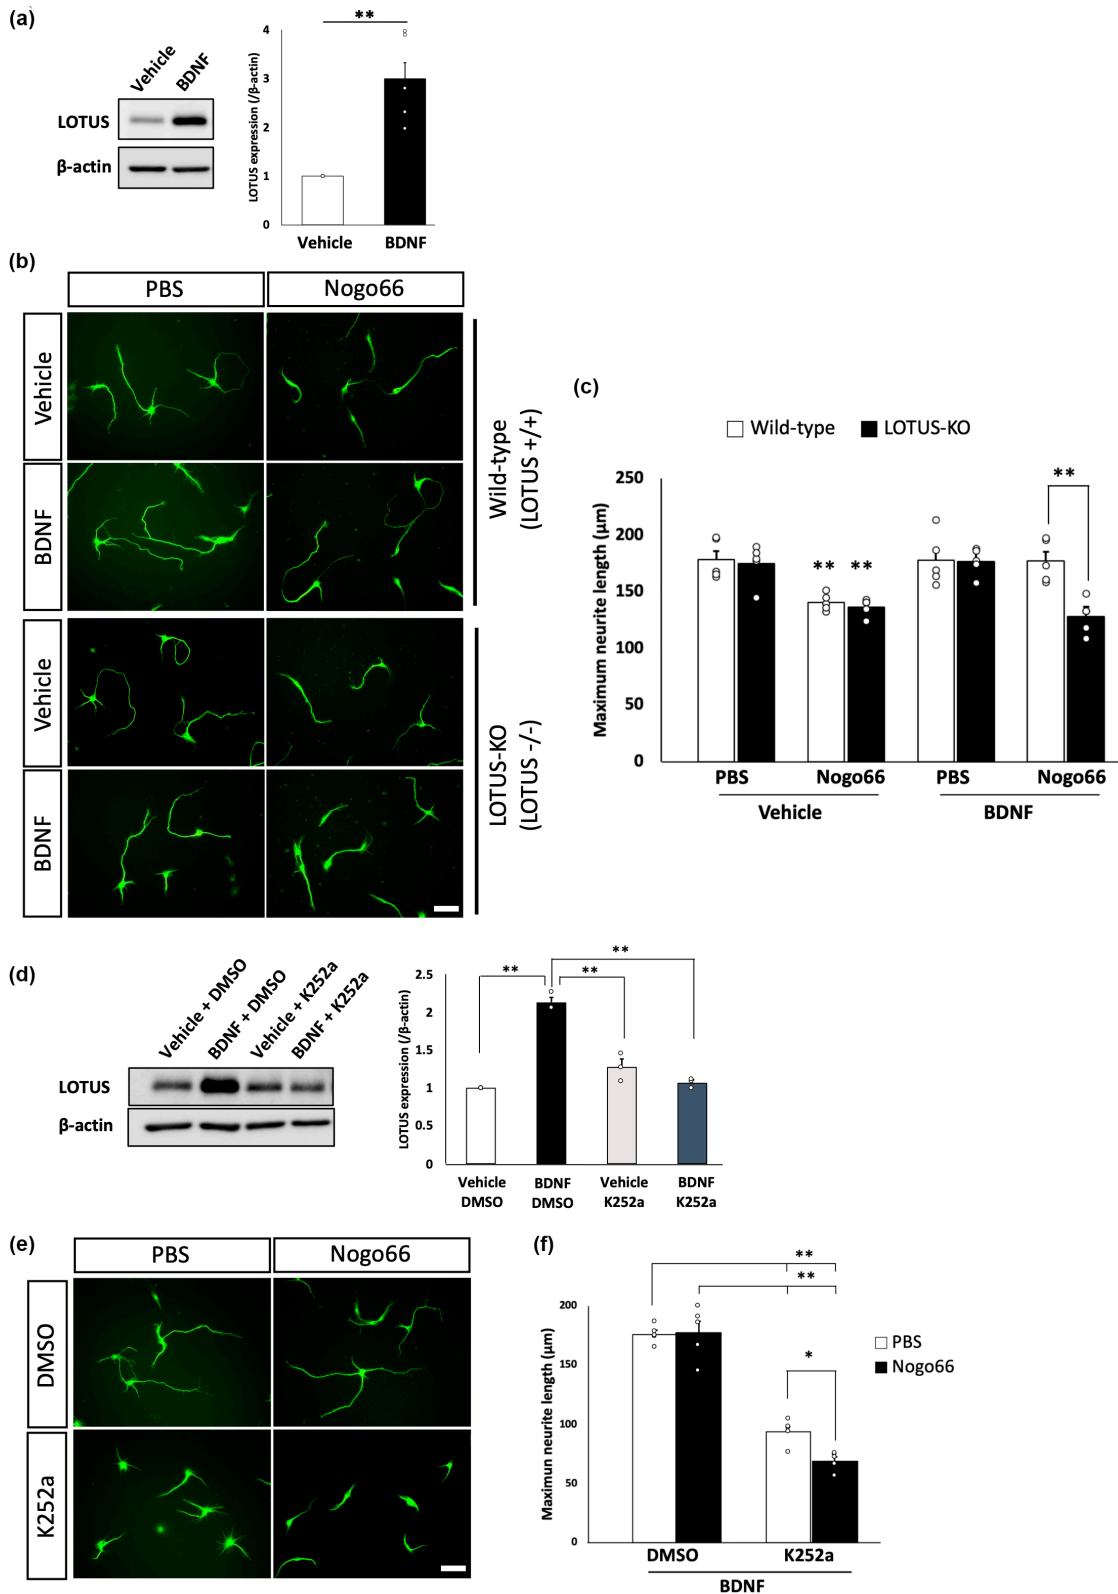 (a)
Vehicle
BDNF
LOTUS
β-actin
LOTUS expression (/β-actin)
4
3
2
1
0
**
Vehicle
BDNF
(b)
PBS
Nogo66
Vehicle
BDNF
Wild-type
(LOTUS +/+)
Vehicle
BDNF
LOTUS-KO
(LOTUS -/-)
(c)
Wild-type
LOTUS-KO
Maximum neurite length (μm)
250
200
150
100
50
0
**
**
**
PBS
Nogo66
PBS
Nogo66
Vehicle
BDNF
(d)
Vehicle + DMSO
BDNF + DMSO
Vehicle + K252a
BDNF + K252a
LOTUS
β-actin
LOTUS expression (/β-actin)
2.5
2
1.5
1
0.5
0
**
**
**
Vehicle
DMSO
BDNF
DMSO
Vehicle
K252a
BDNF
K252a
(e)
PBS
Nogo66
DMSO
K252a
(f)
Maximun neurite length (μm)
200
150
100
50
0
**
**
*
PBS
Nogo66
DMSO
K252a
BDNF